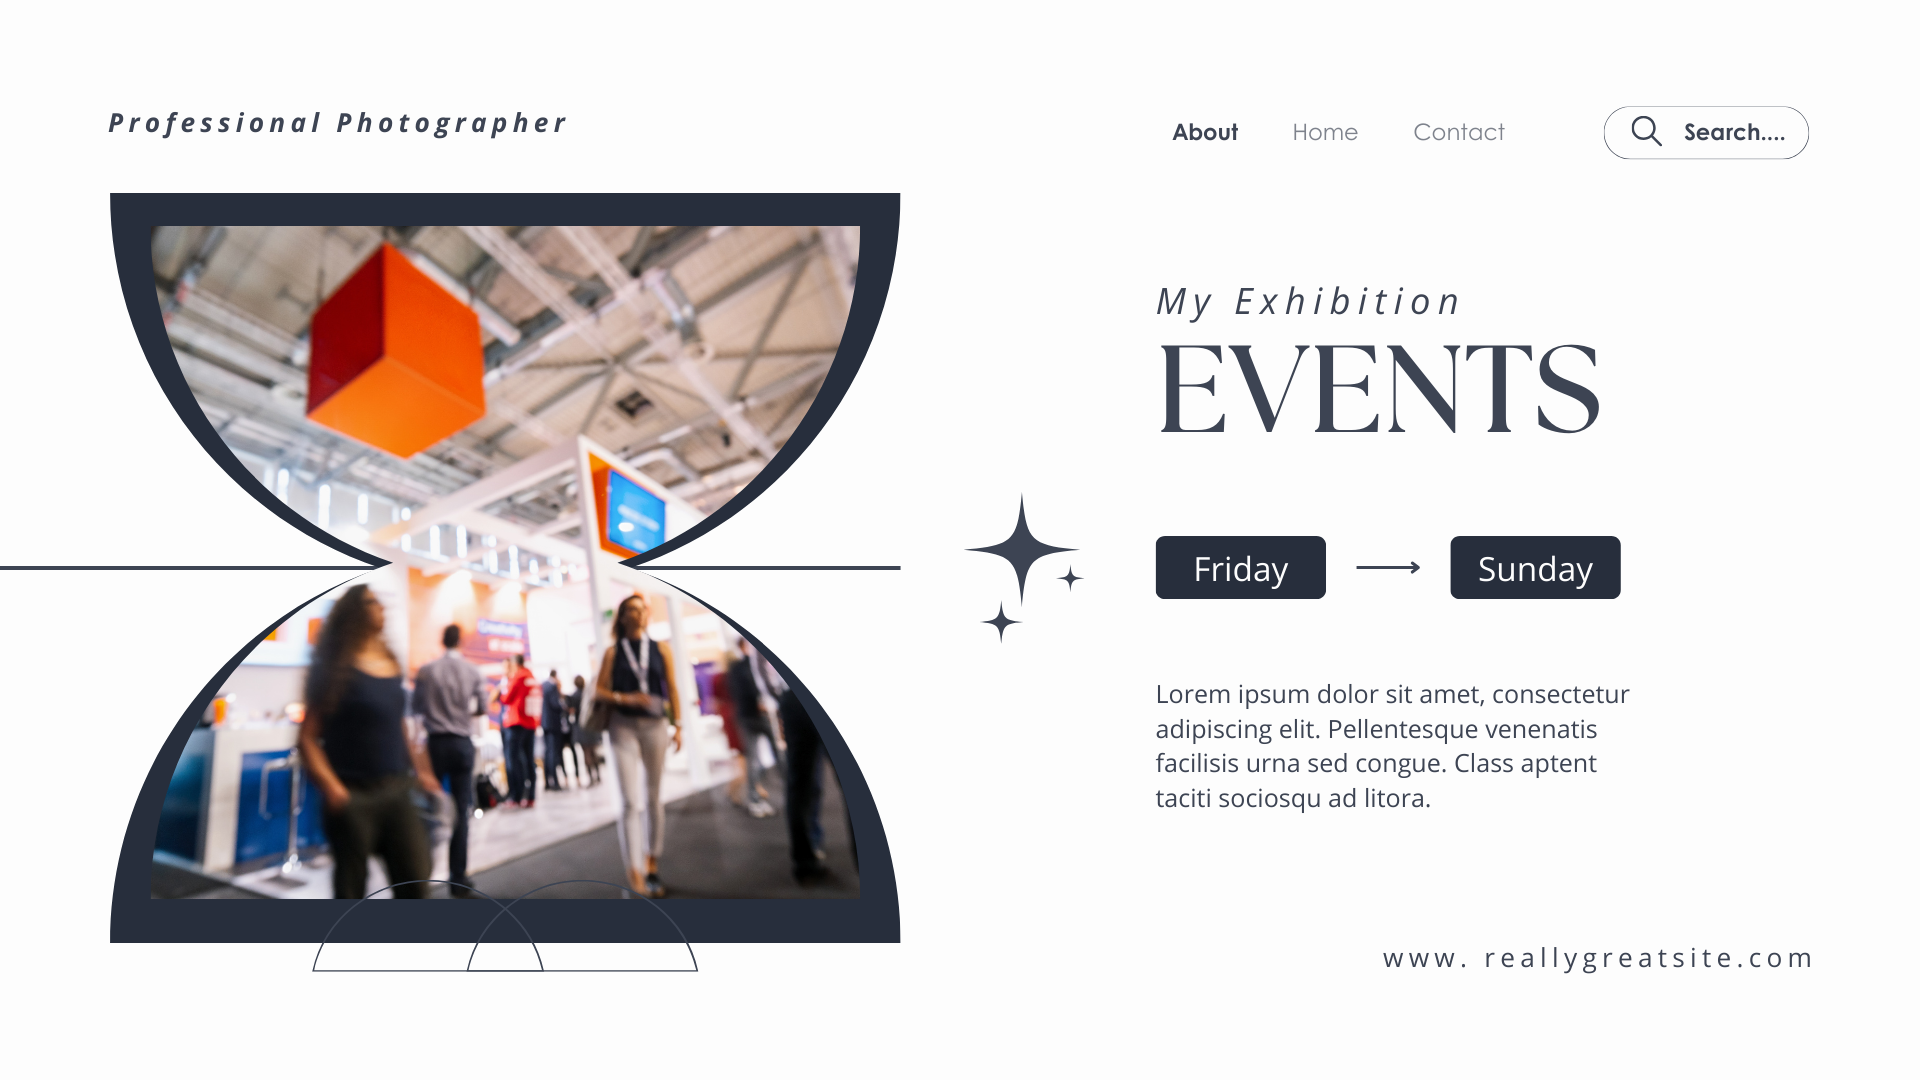 Professional Photographer
About Home Contact Search....
My Exhibition
EVENTS
Friday Sunday
Lorem ipsum dolor sit amet, consectetur
adipiscing elit. Pellentesque venenatis
facilisis urna sed congue. Class aptent
taciti sociosqu ad litora.
www. reallygreatsite.com